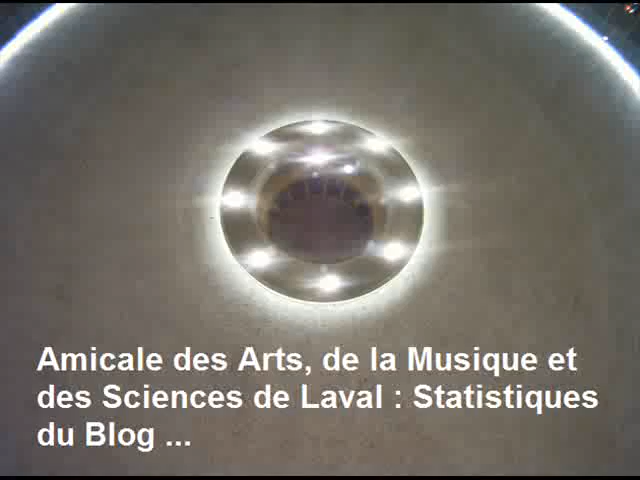 Amicale des Arts, de la Musique et
des Sciences de Laval : Statistiques
du Blog ...